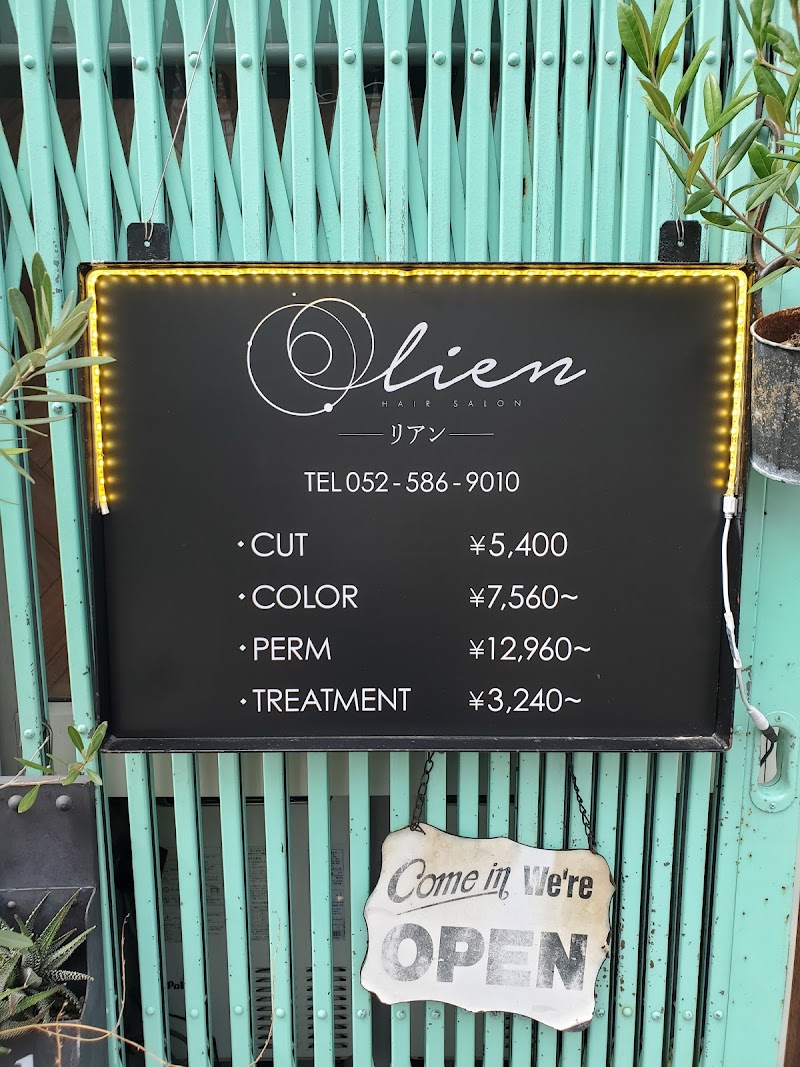 lien
HAIR SALON
リアン
TEL 052-586-9010
・CUT ¥5,400
・COLOR ¥7,560~
・PERM ¥12,960~
・TREATMENT ¥3,240~
Come in We're
OPEN